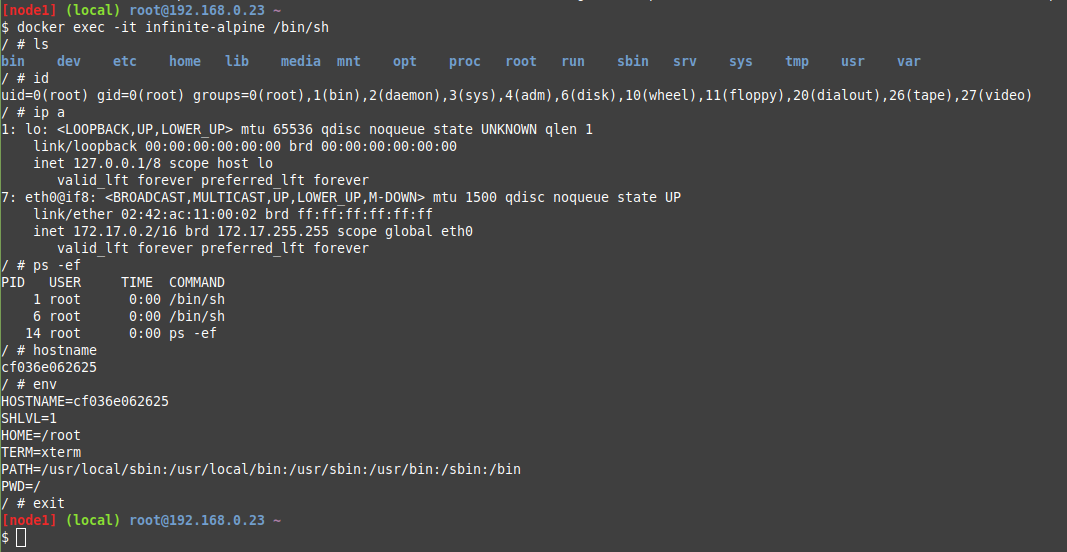 [node1] (local) root@192.168.0.23 ~
$ docker exec -it infinite-alpine /bin/sh
/ # ls
bin    dev    etc    home   lib    media  mnt    opt    proc   root   run    sbin   srv    sys    tmp    usr    var
/ # id
uid=0(root) gid=0(root) groups=0(root),1(bin),2(daemon),3(sys),4(adm),6(disk),10(wheel),11(floppy),20(dialout),26(tape),27(video)
/ # ip a
1: lo: <LOOPBACK,UP,LOWER_UP> mtu 65536 qdisc noqueue state UNKNOWN qlen 1
    link/loopback 00:00:00:00:00:00 brd 00:00:00:00:00:00
    inet 127.0.0.1/8 scope host lo
       valid_lft forever preferred_lft forever
7: eth0@if8: <BROADCAST,MULTICAST,UP,LOWER_UP,M-DOWN> mtu 1500 qdisc noqueue state UP
    link/ether 02:42:ac:11:00:02 brd ff:ff:ff:ff:ff:ff
    inet 172.17.0.2/16 brd 172.17.255.255 scope global eth0
       valid_lft forever preferred_lft forever
/ # ps -ef
PID   USER     TIME  COMMAND
    1 root      0:00 /bin/sh
    6 root      0:00 /bin/sh
   14 root      0:00 ps -ef
/ # hostname
cf036e062625
/ # env
HOSTNAME=cf036e062625
SHLVL=1
HOME=/root
TERM=xterm
PATH=/usr/local/sbin:/usr/local/bin:/usr/sbin:/usr/bin:/sbin:/bin
PWD=/
/ # exit
[node1] (local) root@192.168.0.23 ~
$